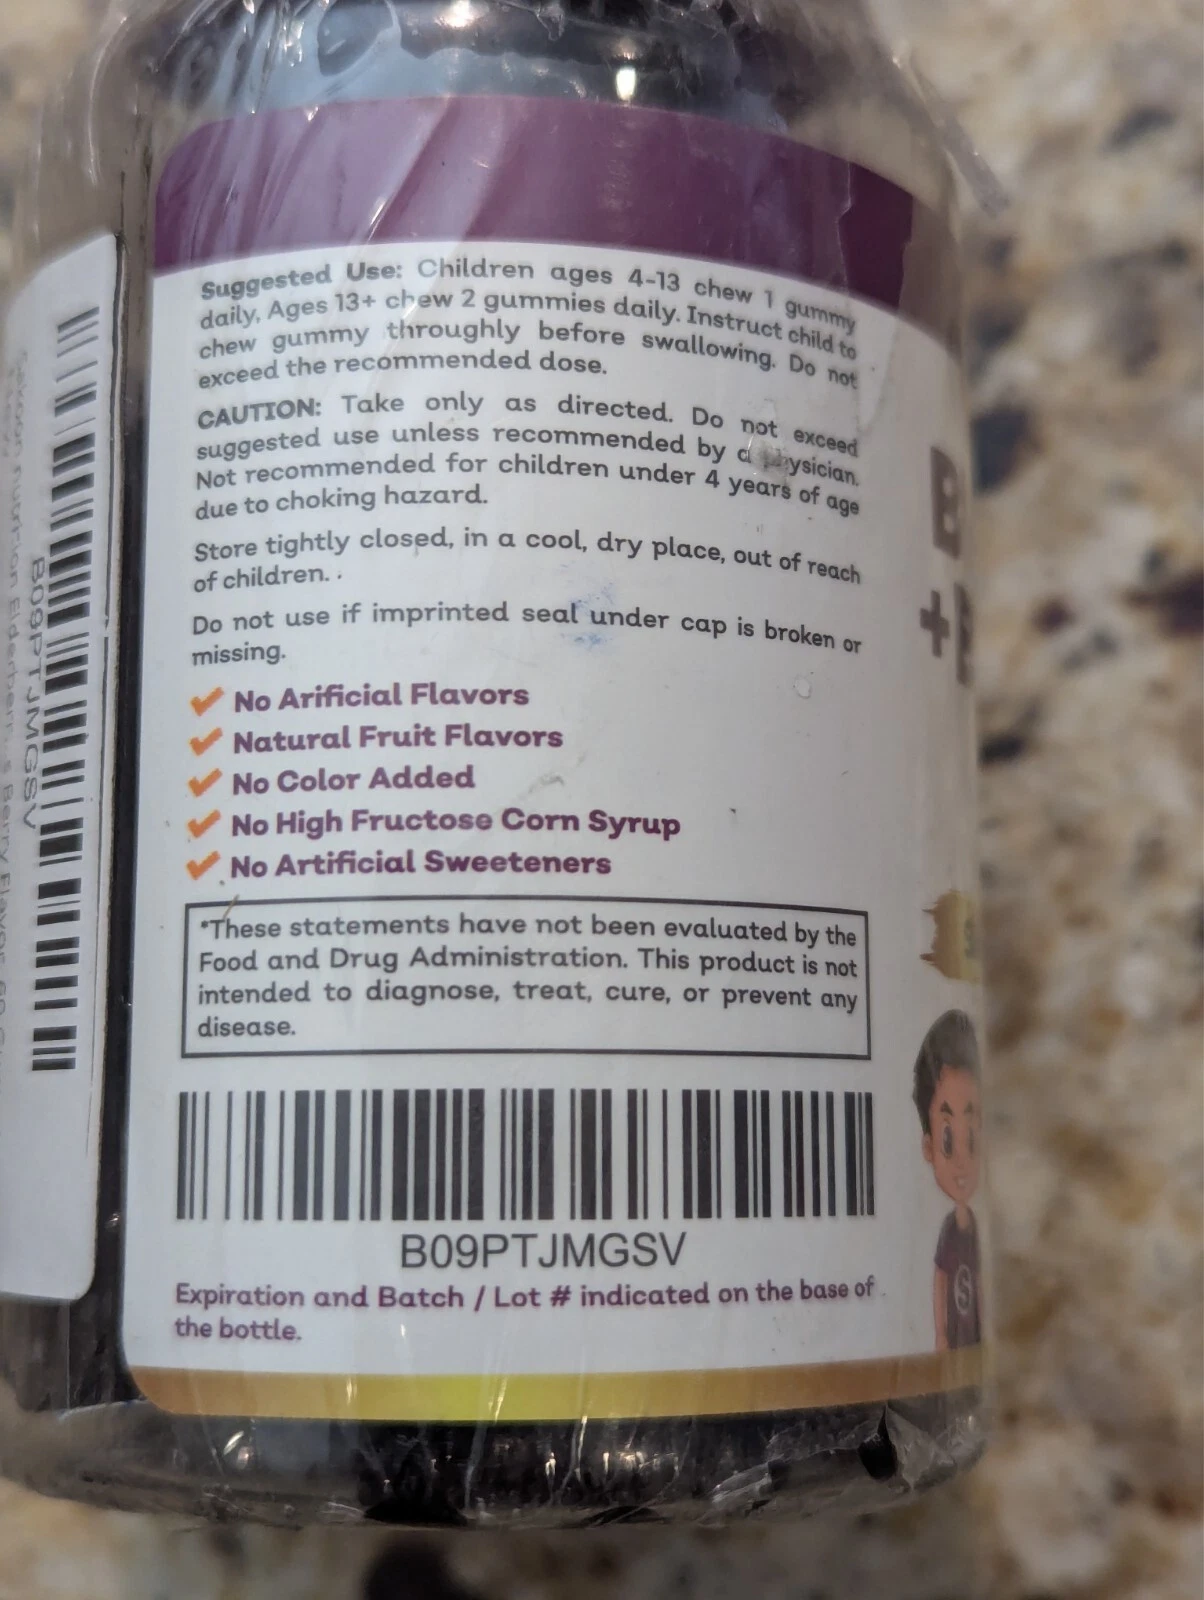 Suggested Use: Children ages 4-13 chew 1 gummy
daily, Ages 13+ chew 2 gummies daily. Instruct child to
chew gummy throughly before swallowing. Do not
exceed the recommended dose.
CAUTION: Take only as directed. Do not exceed
suggested use unless recommended by
Not recommended for children under 4 years of age
due to choking hazard.
Store tightly closed, in a cool, dry place, out of reach
of children. .
Do not use if imprinted seal under cap is broken or
missing.
No Arificial Flavors
Natural Fruit Flavors
No Color Added
No High Fructose Corn Syrup
No Artificial Sweeteners
*These statements have not been evaluated by the
Food and Drug Administration. This product is not
intended to diagnose, treat, cure, or prevent any
disease.
B09PTJMGSV
Expiration and Batch / Lot # indicated on the base of
the bottle.
B09PTJMGSV
B
+
S